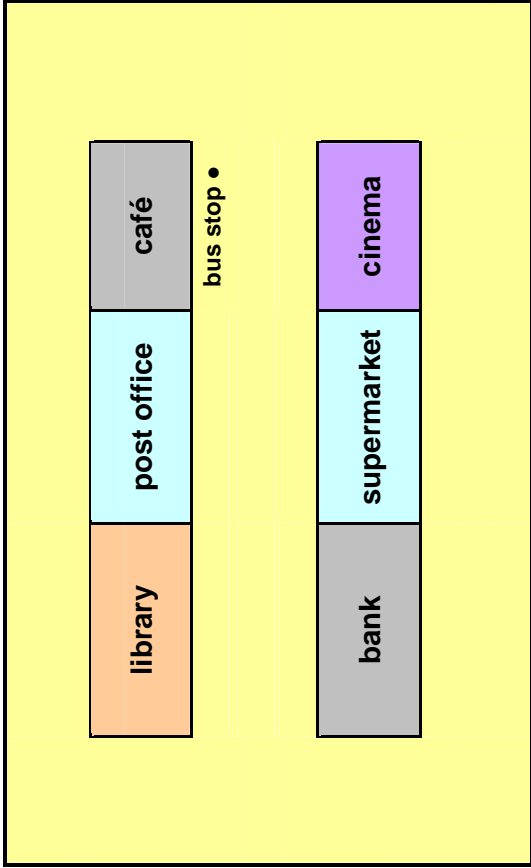 library
post office
café
bus stop ●
bank
supermarket
cinema